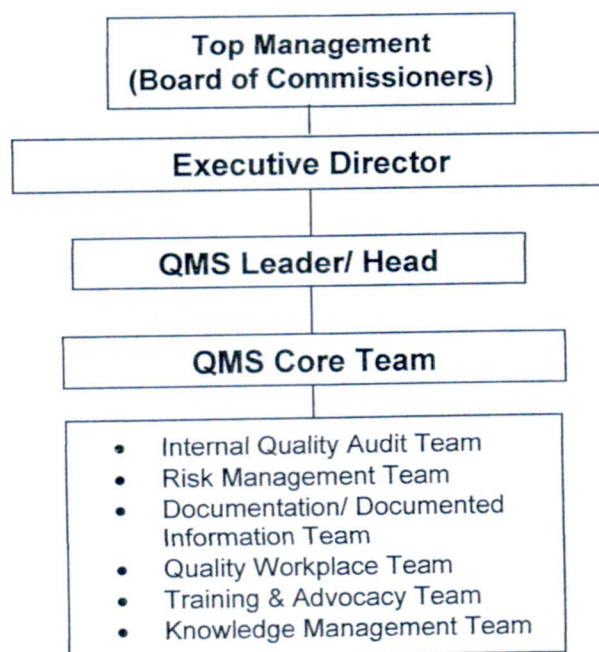 Top Management
(Board of Commissioners)
Executive Director
QMS Leader/ Head
QMS Core Team
• Internal Quality Audit Team
• Risk Management Team
• Documentation/ Documented
Information Team
• Quality Workplace Team
• Training & Advocacy Team
• Knowledge Management Team